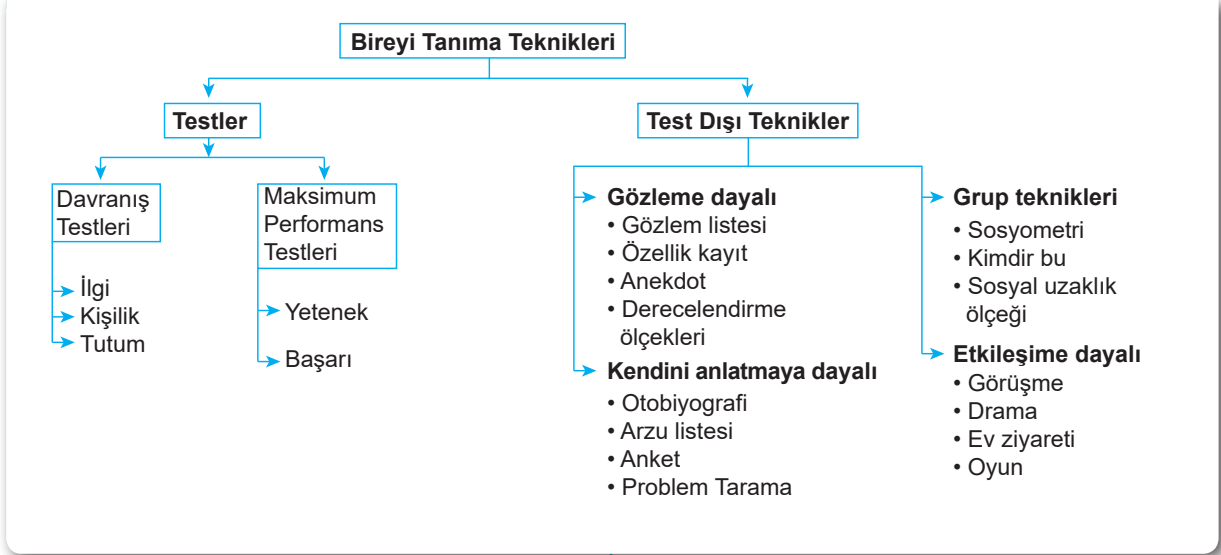 Bireyi Tanıma Teknikleri
Testler
Davranış
Testleri
İlgi
Kişilik
Tutum
Maksimum
Performans
Testleri
Yetenek
Başarı
Test Dışı Teknikler
Gözleme dayalı
• Gözlem listesi
• Özellik kayıt
• Anekdot
• Derecelendirme
ölçekleri
Kendini anlatmaya dayalı
• Otobiyografi
• Arzu listesi
• Anket
• Problem Tarama
Grup teknikleri
• Sosyometri
• Kimdir bu
• Sosyal uzaklık
ölçeği
Etkileşime dayalı
• Görüşme
• Drama
• Ev ziyareti
• Oyun